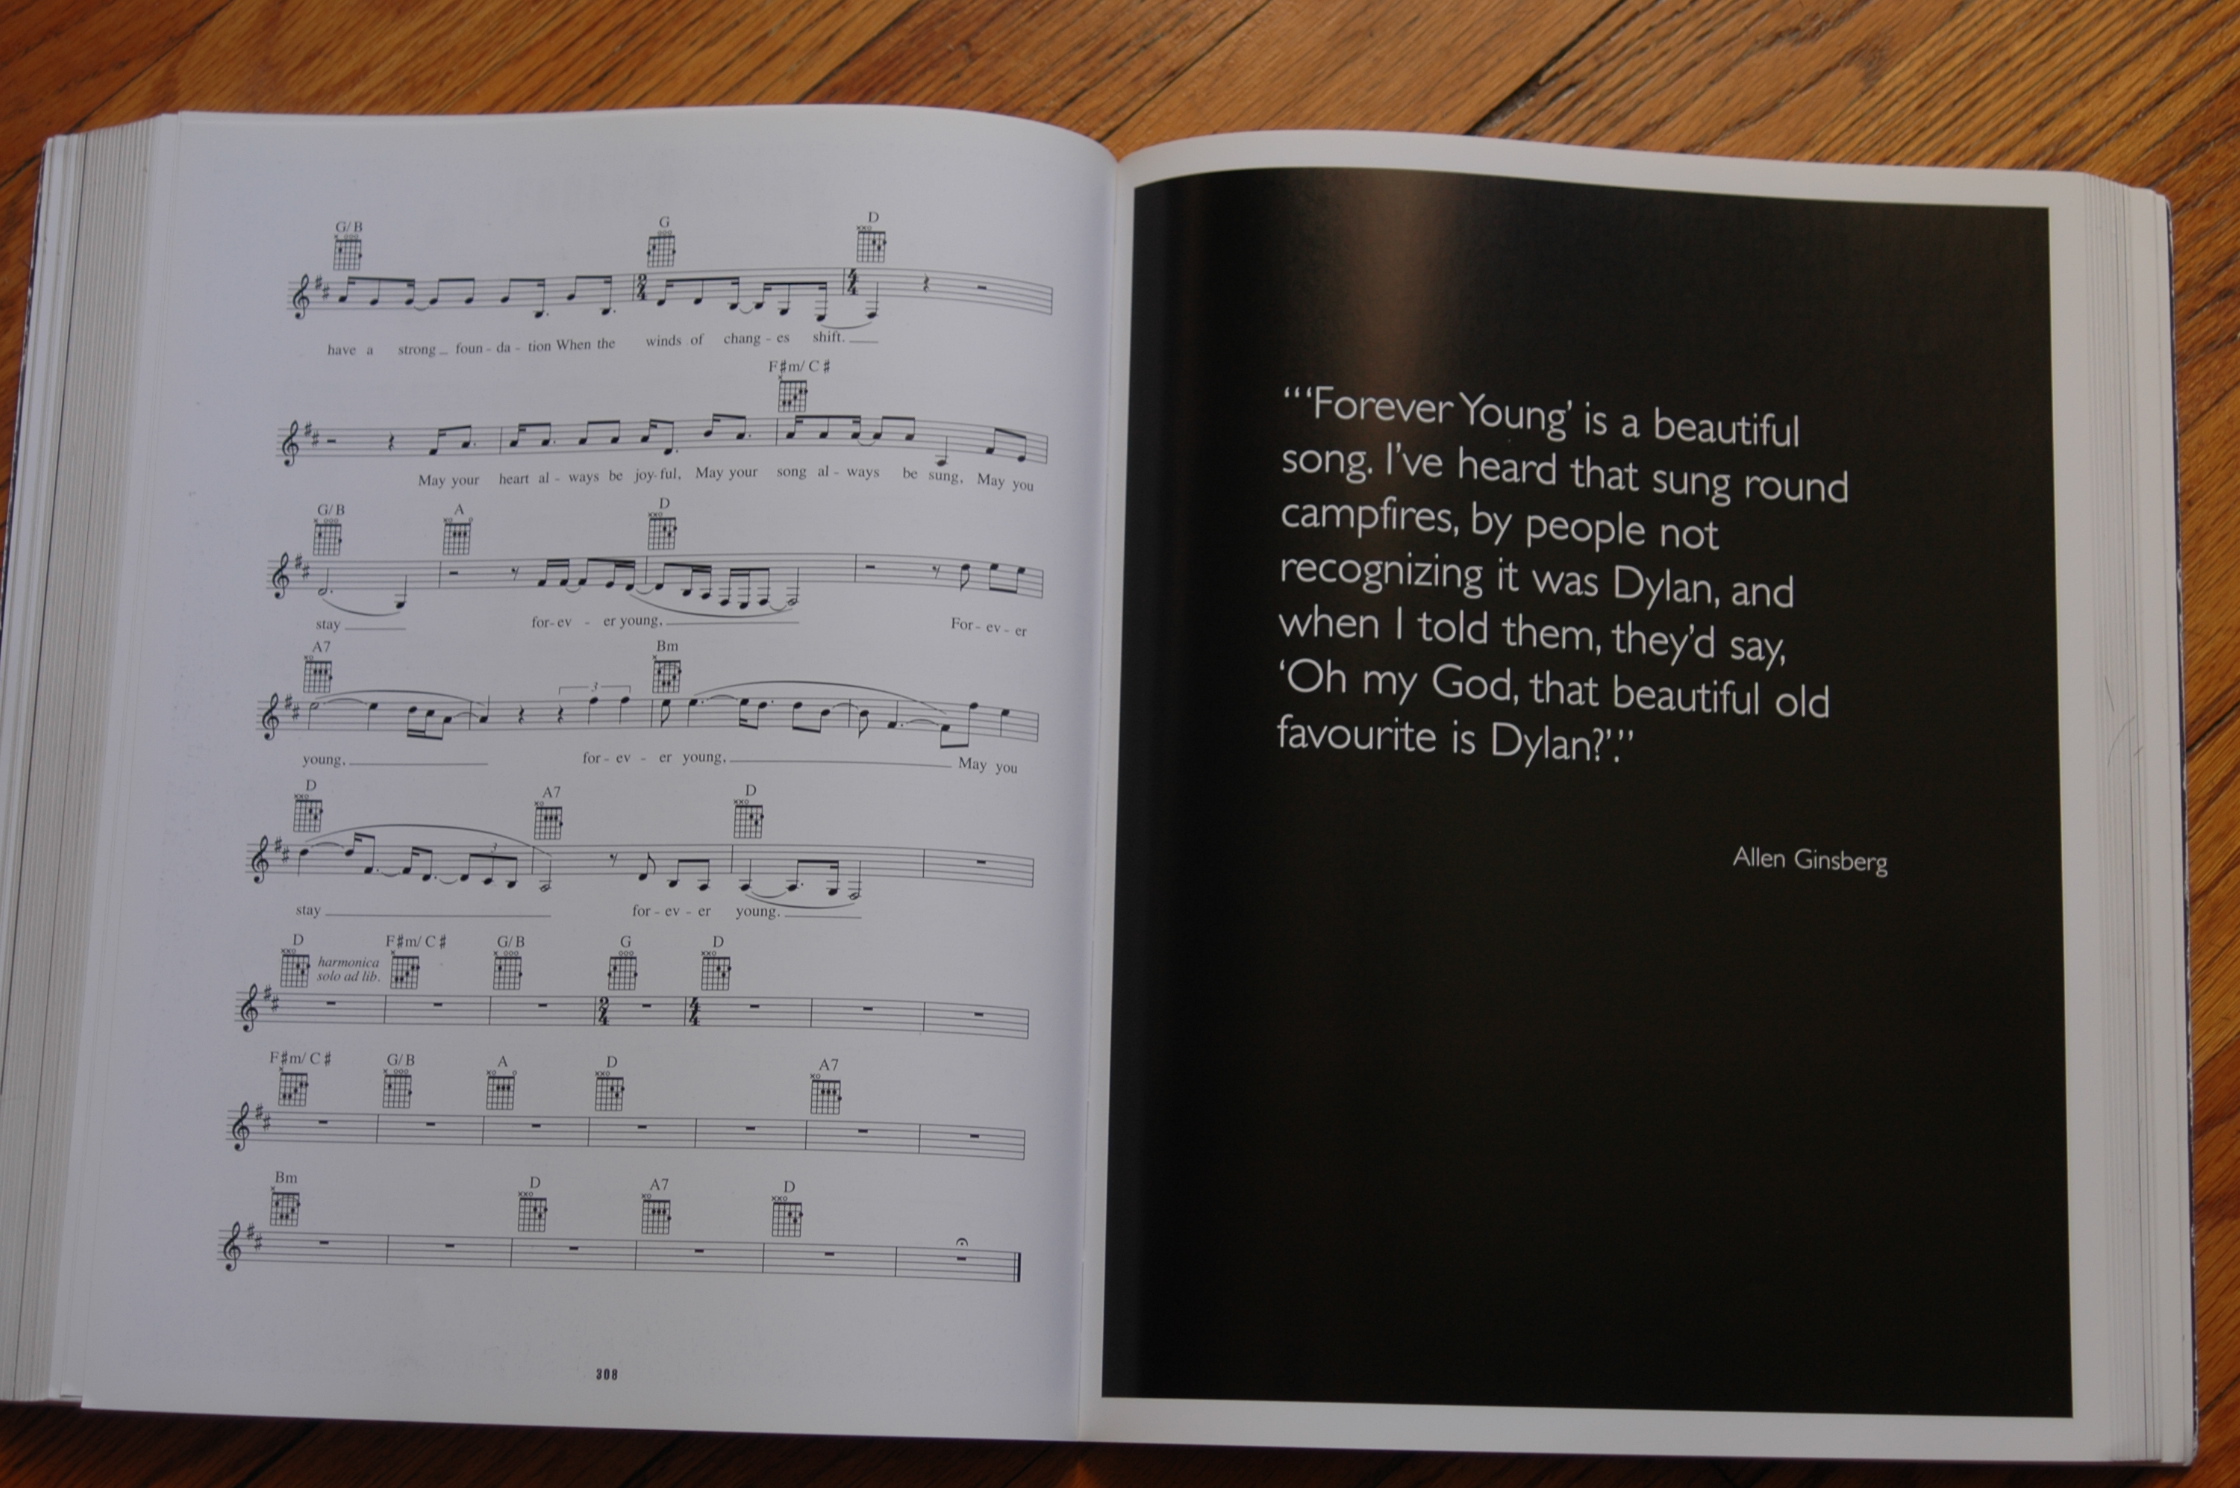 G/B G D
have a strong foun - da - tion When the winds of chang - es shift.
F♯m/C♯
May your heart al - ways be joy - ful, May your song al - ways be sung, May you
G/B A D
stay for - ev - er young, For - ev - er
A7 Bm
3
young, for - ev - er young, May you
D A7 D
3
stay for - ev - er young.
D F♯m/C♯ G/B G D
harmonica
solo ad lib.
F♯m/C♯ G/B A D A7
Bm D A7 D
308
“‘Forever Young’ is a beautiful
song. I’ve heard that sung round
campfires, by people not
recognizing it was Dylan, and
when I told them, they’d say,
‘Oh my God, that beautiful old
favourite is Dylan?’.”
Allen Ginsberg